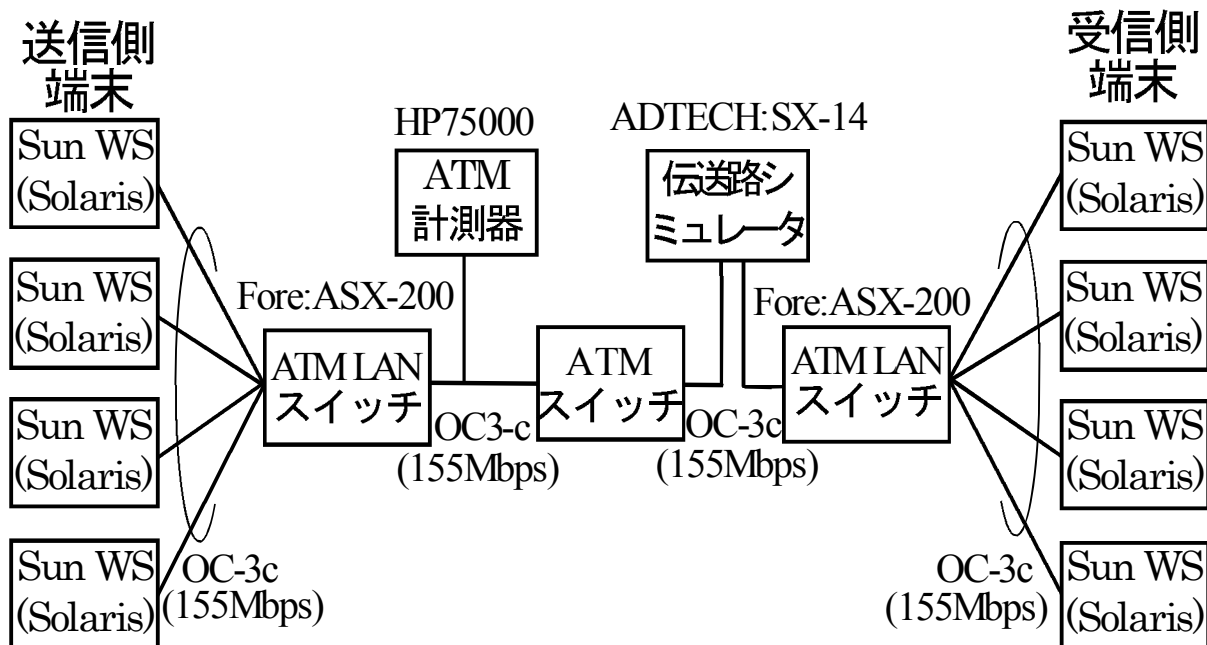 送信側
端末
Sun WS
(Solaris)
Sun WS
(Solaris)
Sun WS
(Solaris)
Sun WS
(Solaris)
OC-3c
(155Mbps)
Fore:ASX-200
ATM LAN
スイッチ
HP75000
ATM
計測器
OC3-c
(155Mbps)
ATM
スイッチ
ADTECH:SX-14
伝送路シ
ミュレータ
OC-3c
(155Mbps)
Fore:ASX-200
ATM LAN
スイッチ
OC-3c
(155Mbps)
受信側
端末
Sun WS
(Solaris)
Sun WS
(Solaris)
Sun WS
(Solaris)
Sun WS
(Solaris)